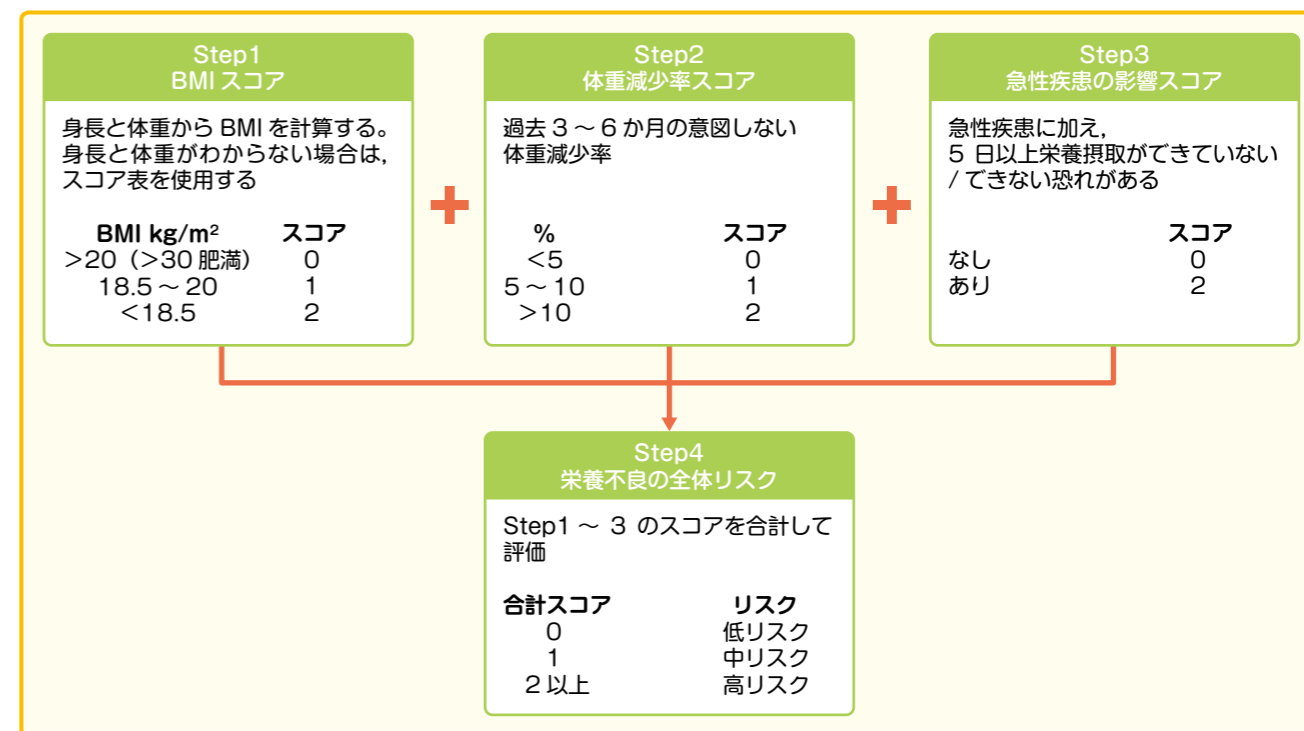 Step1
BMI スコア
身長と体重から BMI を計算する。
身長と体重がわからない場合は,
スコア表を使用する
BMI kg/m² スコア
>20（>30 肥満） 0
18.5～20 1
<18.5 2
+
Step2
体重減少率スコア
過去 3～6 か月の意図しない
体重減少率
% スコア
<5 0
5～10 1
>10 2
+
Step3
急性疾患の影響スコア
急性疾患に加え,
5 日以上栄養摂取ができていない
/ できない恐れがある
スコア
なし 0
あり 2
Step4
栄養不良の全体リスク
Step1～ 3 のスコアを合計して
評価
合計スコア リスク
0 低リスク
1 中リスク
2 以上 高リスク